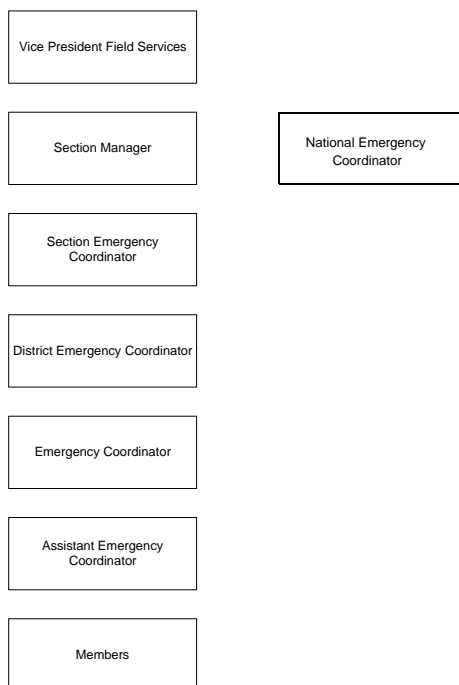 Vice President Field Services
Section Manager
National Emergency
Coordinator
Section Emergency
Coordinator
District Emergency Coordinator
Emergency Coordinator
Assistant Emergency
Coordinator
Members